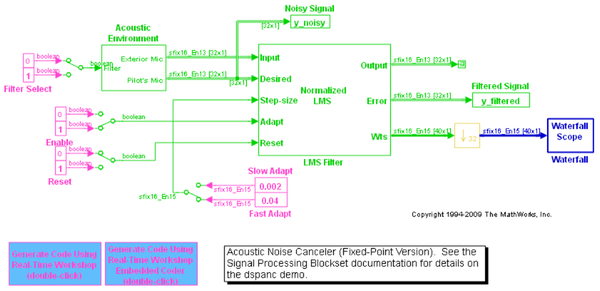 Noisy Signal
y_noisy
[32x1]
Acoustic
Environment
sfix16_En13 [32x1]
boolean
0
1
boolean
Filter
Exterior Mic
Pilot's Mic
Filter Select
sfix16_En13 [32x1]
[32x1]
Input
Desired
Step-size
Adapt
Reset
Normalized
LMS
Output
Error
Wts
LMS Filter
sfix16_En13 [32x1]
Filtered Signal
sfix16_En13 [32x1]
y_filtered
sfix16_En15 [40x1]
32
sfix16_En15 [40x1]
Waterfall
Scope
Waterfall
boolean
0
1
boolean
Enable
boolean
0
1
boolean
Reset
Slow Adapt
sfix16_En15
0.002
sfix16_En15
0.04
sfix16_En15
Fast Adapt
Copyright 1994-2009 The MathWorks, Inc.
Generate Code Using
Real-Time Workshop
(double-click)
Generate Code Using
Real-Time Workshop
Embedded Coder
(double-click)
Acoustic Noise Canceler (Fixed-Point Version). See the
Signal Processing Blockset documentation for details on
the dspanc demo.